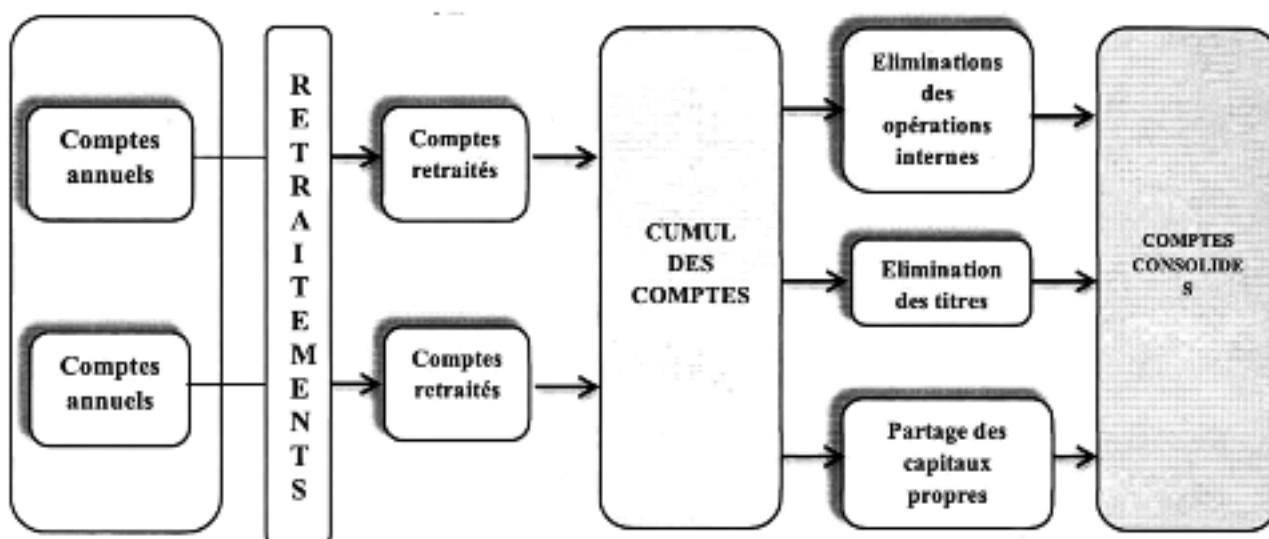 Comptes
annuels
Comptes
annuels
RETRAITEMENTS
Comptes
retraités
Comptes
retraités
CUMUL
DES
COMPTES
Eliminations
des
opérations
internes
Elimination
des titres
Partage des
capitaux
propres
COMPTES
CONSOLIDE
S